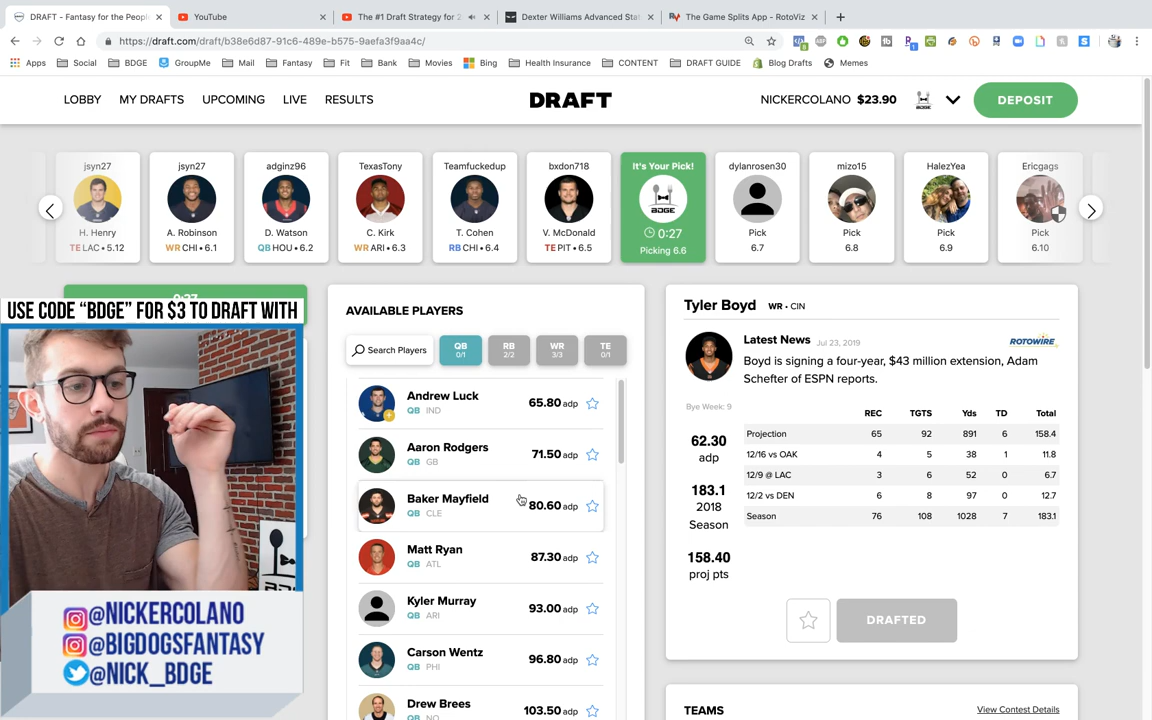 DRAFT - Fantasy for the Peopl
YouTube
The #1 Draft Strategy for 2
Dexter Williams Advanced Stat
The Game Splits App - RotoViz
https://draft.com/draft/b38e6d87-91c6-489e-b575-9aefa3f9aa4c/
Apps
Social
BDGE
GroupMe
Mail
Fantasy
Fit
Bank
Movies
Bing
Health Insurance
CONTENT
DRAFT GUIDE
Blog Drafts
Memes
LOBBY
MY DRAFTS
UPCOMING
LIVE
RESULTS
DRAFT
NICKERCOLANO $23.90
DEPOSIT
jsyn27
H. Henry
TE LAC • 5.12
jsyn27
A. Robinson
WR CHI • 6.1
adginz96
D. Watson
QB HOU • 6.2
TexasTony
C. Kirk
WR ARI • 6.3
Teamfuckedup
T. Cohen
RB CHI • 6.4
bxdon718
V. McDonald
TE PIT • 6.5
It's Your Pick!
BDGE
0:27
Picking 6.6
dylanrosen30
Pick
6.7
mizo15
Pick
6.8
HalezYea
Pick
6.9
Ericgags
Pick
6.10
USE CODE "BDGE" FOR $3 TO DRAFT WITH
@NICKERCOLANO
@BIGDOGSFANTASY
@NICK_BDGE
AVAILABLE PLAYERS
Search Players
QB
0/1
RB
2/2
WR
3/3
TE
0/1
Andrew Luck
QB IND
65.80 adp
Aaron Rodgers
QB GB
71.50 adp
Baker Mayfield
QB CLE
80.60 adp
Matt Ryan
QB ATL
87.30 adp
Kyler Murray
QB ARI
93.00 adp
Carson Wentz
QB PHI
96.80 adp
Drew Brees
QB NO
103.50 adp
Tyler Boyd WR • CIN
Latest News Jul 23, 2019
ROTOWIRE
Boyd is signing a four-year, $43 million extension, Adam
Schefter of ESPN reports.
Bye Week: 9
62.30
adp
183.1
2018
Season
158.40
proj pts
REC TGTS Yds TD Total
Projection 65 92 891 6 158.4
12/16 vs OAK 4 5 38 1 11.8
12/9 @ LAC 3 6 52 0 6.7
12/2 vs DEN 6 8 97 0 12.7
Season 76 108 1028 7 183.1
DRAFTED
TEAMS
View Contest Details